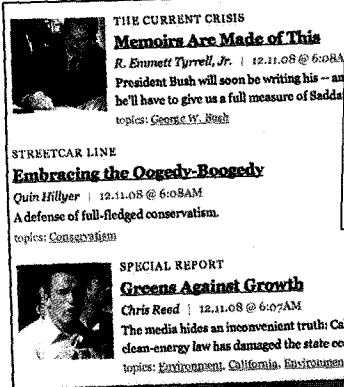 THE CURRENT CRISIS
Memoirs Are Made of This
R. Emmett Tyrrell, Jr. | 12.11.08 @ 6:08A
President Bush will soon be writing his -- an
he'll have to give us a full measure of Sadda
topics: George W. Bush
STREETCAR LINE
Embracing the Oogedy-Boogedy
Quin Hillyer | 12.11.08 @ 6:08AM
A defense of full-fledged conservatism.
topics: Conservatism
SPECIAL REPORT
Greens Against Growth
Chris Reed | 12.11.08 @ 6:07AM
The media hides an inconvenient truth: Cal
clean-energy law has damaged the state eco
topics: Environment, California, Environmen